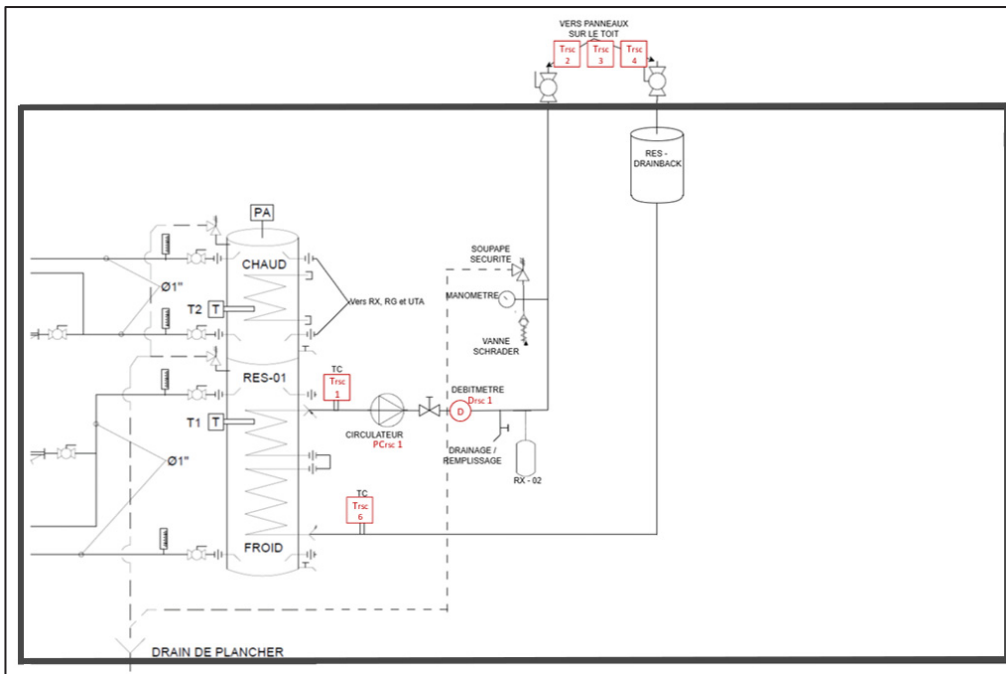 VERS PANNEAUX
SUR LE TOIT
Trsc
2
Trsc
3
Trsc
4
RES -
DRAINBACK
PA
CHAUD
SOUPAPE
SECURITE
Ø1"
Vers RX, RG et UTA
MANOMETRE
T2
T
VANNE
SCHRADER
RES-01
TC
Trsc
1
DEBITMETRE
Drsc 1
D
T1
T
CIRCULATEUR
PCrsc 1
DRAINAGE /
REMPLISSAGE
Ø1"
RX - 02
TC
Trsc
6
FROID
DRAIN DE PLANCHER